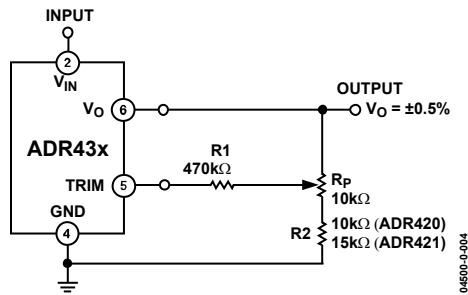 INPUT
2
VIN
VO
6
OUTPUT
VO = ±0.5%
ADR43x
R1
470kΩ
TRIM
5
RP
10kΩ
GND
4
R2
10kΩ (ADR420)
15kΩ (ADR421)
04500-0-004